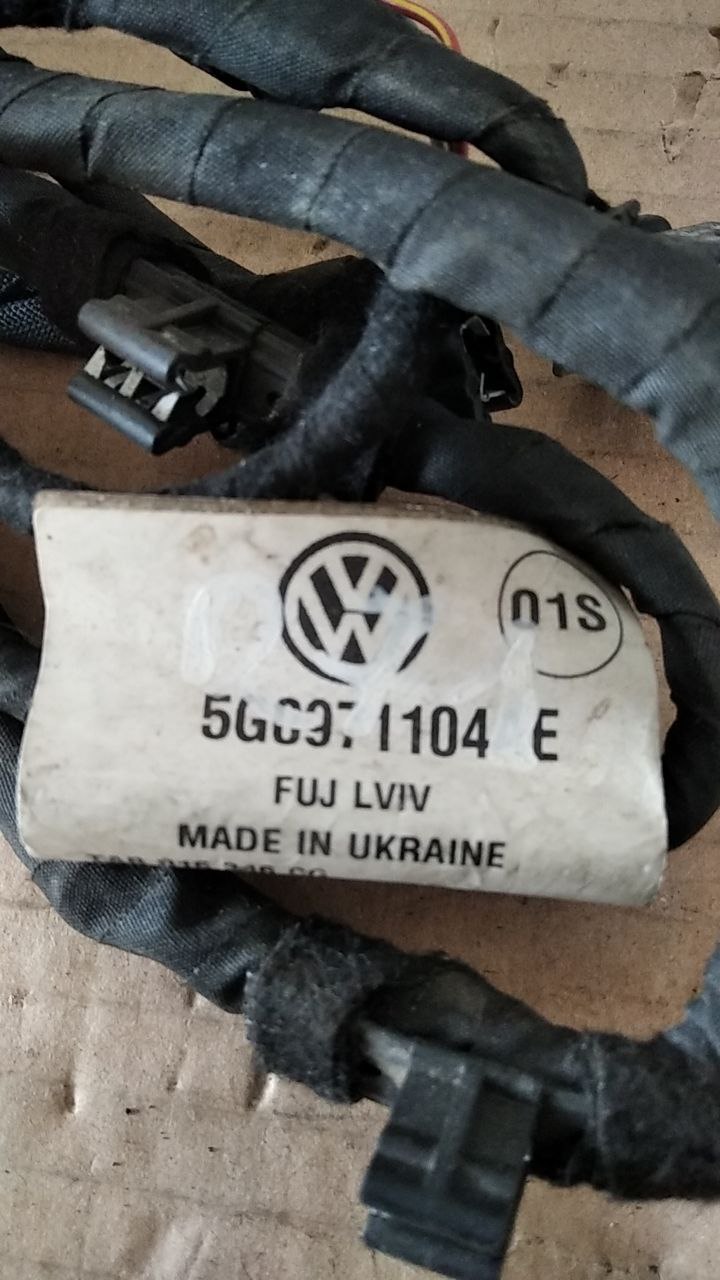 01S
5G0971104 E
FUJ LVIV
MADE IN UKRAINE